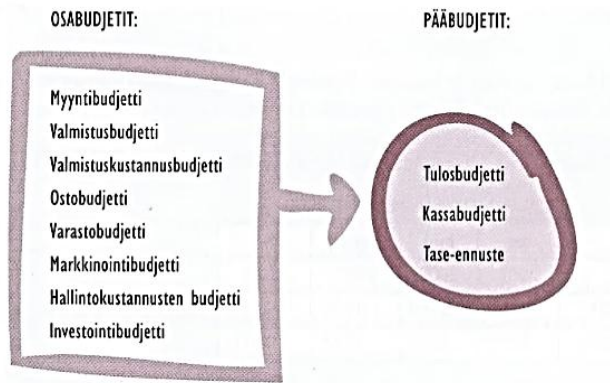 OSABUDJETIT:
Myyntibudjetti
Valmistusbudjetti
Valmistuskustannusbudjetti
Ostobudjetti
Varastobudjetti
Markkinointibudjetti
Hallintokustannusten budjetti
Investointibudjetti
PÄÄBUDJETIT:
Tulosbudjetti
Kassabudjetti
Tase-ennuste